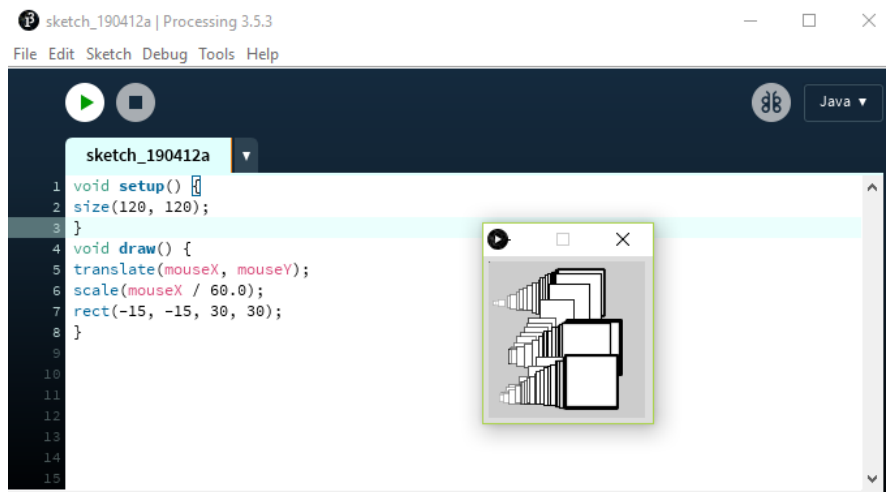 sketch_190412a | Processing 3.5.3
File Edit Sketch Debug Tools Help
Java ▼
sketch_190412a ▼
1 void setup() {
2 size(120, 120);
3 }
4 void draw() {
5 translate(mouseX, mouseY);
6 scale(mouseX / 60.0);
7 rect(-15, -15, 30, 30);
8 }
9
10
11
12
13
14
15